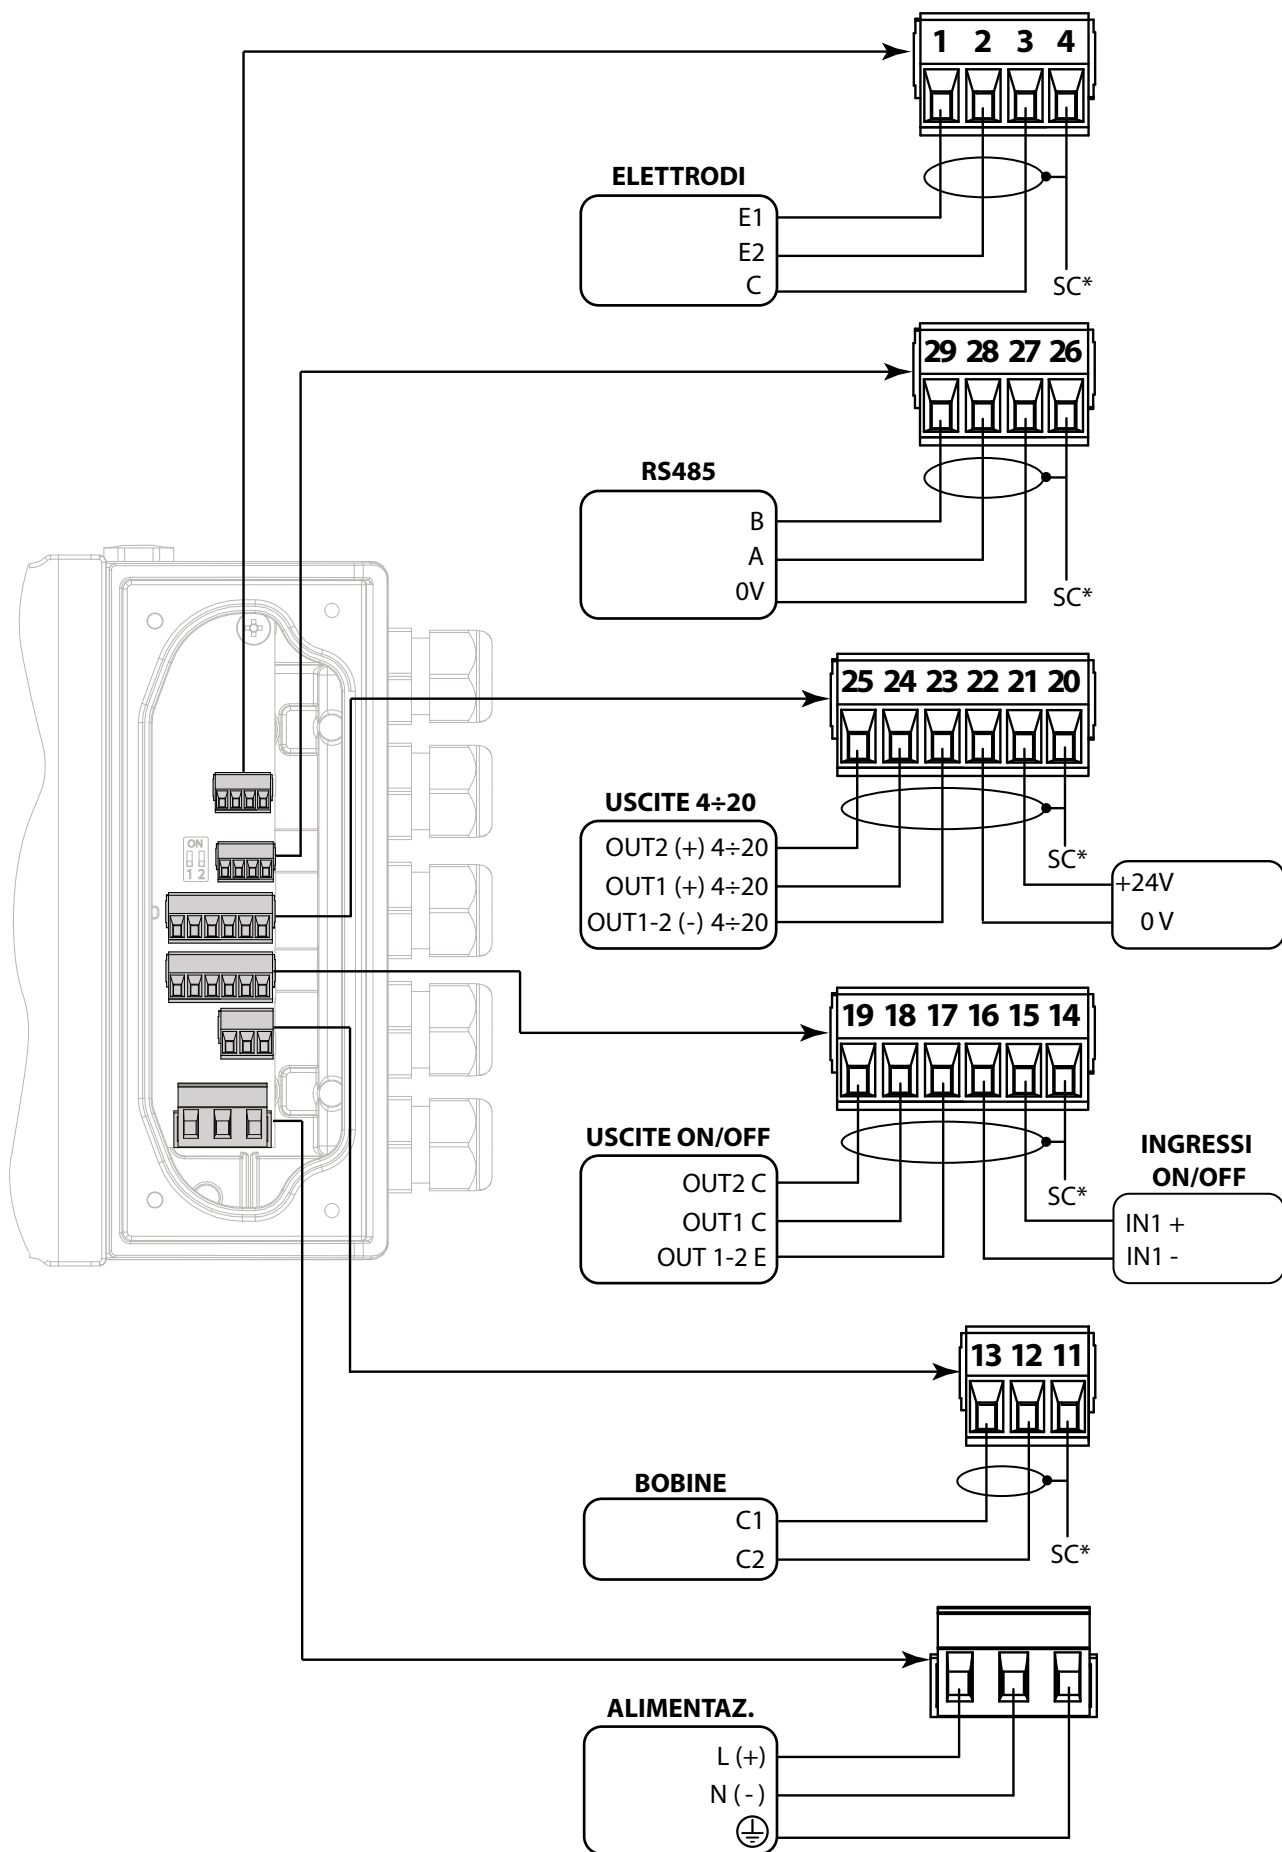 1 2 3 4
ELETTRODI
E1
E2
C
SC*
29 28 27 26
RS485
B
A
0V
SC*
25 24 23 22 21 20
USCITE 4÷20
OUT2 (+) 4÷20
OUT1 (+) 4÷20
OUT1-2 (-) 4÷20
SC*
+24V
0 V
ON
1 2
19 18 17 16 15 14
USCITE ON/OFF
OUT2 C
OUT1 C
OUT 1-2 E
SC*
INGRESSI
ON/OFF
IN1 +
IN1 -
13 12 11
BOBINE
C1
C2
SC*
ALIMENTAZ.
L (+)
N ( - )